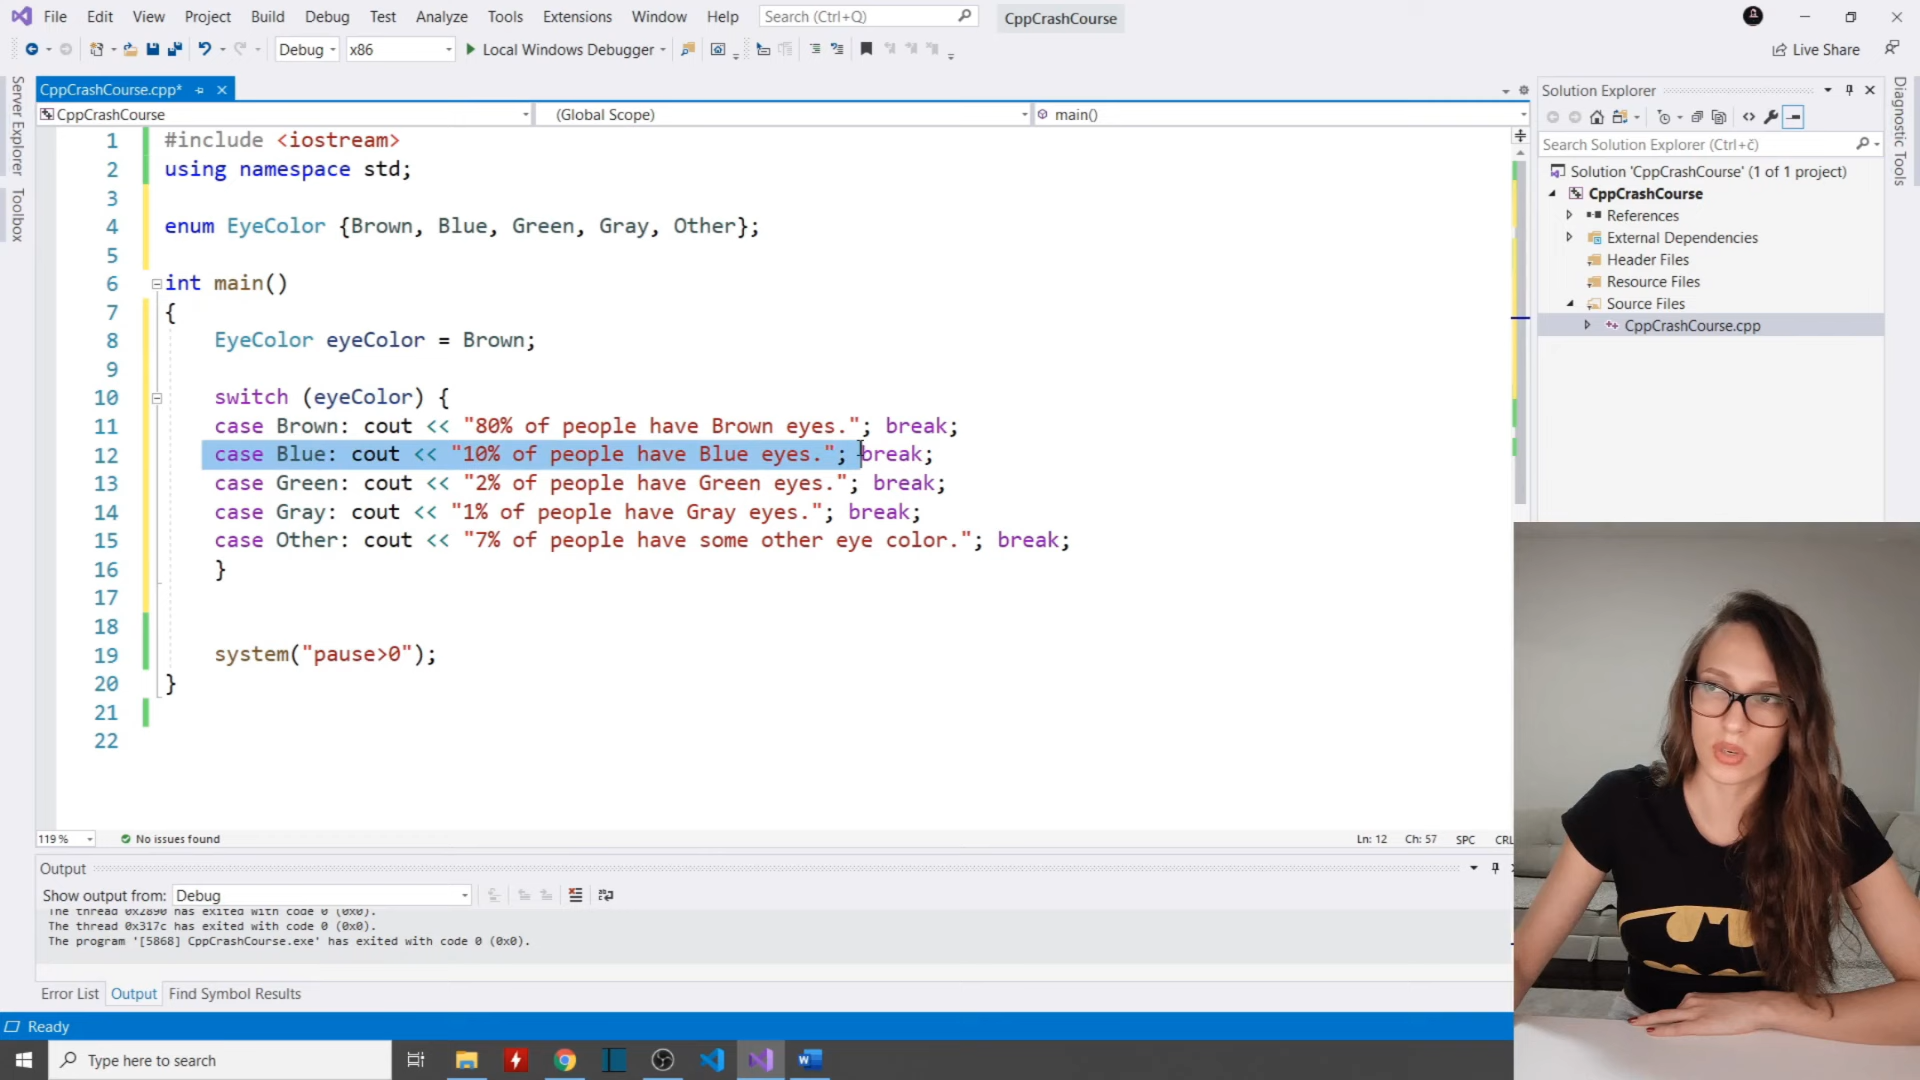 File Edit View Project Build Debug Test Analyze Tools Extensions Window Help Search (Ctrl+Q) CppCrashCourse
Debug x86 Local Windows Debugger Live Share
CppCrashCourse.cpp*
CppCrashCourse (Global Scope) main()
Server Explorer
Toolbox
1 #include <iostream>
2 using namespace std;
3
4 enum EyeColor {Brown, Blue, Green, Gray, Other};
5
6 int main()
7 {
8 EyeColor eyeColor = Brown;
9
10 switch (eyeColor) {
11 case Brown: cout << "80% of people have Brown eyes."; break;
12 case Blue: cout << "10% of people have Blue eyes."; break;
13 case Green: cout << "2% of people have Green eyes."; break;
14 case Gray: cout << "1% of people have Gray eyes."; break;
15 case Other: cout << "7% of people have some other eye color."; break;
16 }
17
18
19 system("pause>0");
20 }
21
22
119 % No issues found Ln: 12 Ch: 57 SPC CRL
Output
Show output from: Debug
The thread 0x2890 has exited with code 0 (0x0).
The thread 0x317c has exited with code 0 (0x0).
The program '[5868] CppCrashCourse.exe' has exited with code 0 (0x0).
Error List Output Find Symbol Results
Ready
Type here to search
Solution Explorer
Search Solution Explorer (Ctrl+č)
Solution 'CppCrashCourse' (1 of 1 project)
CppCrashCourse
References
External Dependencies
Header Files
Resource Files
Source Files
CppCrashCourse.cpp
Diagnostic Tools